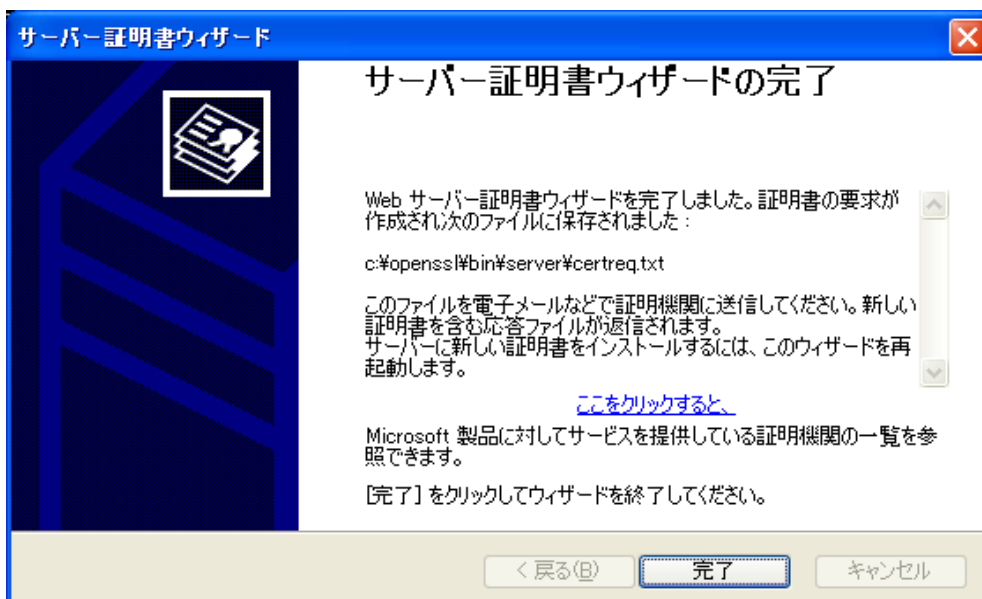 サーバー証明書ウィザード
サーバー証明書ウィザードの完了
Web サーバー証明書ウィザードを完了しました。証明書の要求が
作成され次のファイルに保存されました :
c:¥openssl¥bin¥server¥certreq.txt
このファイルを電子メールなどで証明機関に送信してください。新しい
証明書を含む応答ファイルが返信されます。
サーバーに新しい証明書をインストールするには、このウィザードを再
起動します。
ここをクリックすると、
Microsoft 製品に対してサービスを提供している証明機関の一覧を参
照できます。
[完了] をクリックしてウィザードを終了してください。
< 戻る(B) 完了 キャンセル